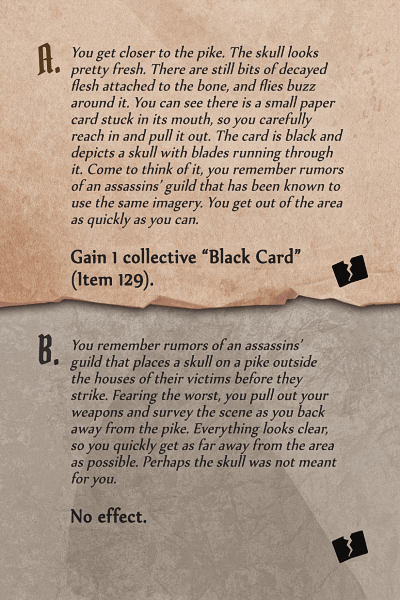 A.
You get closer to the pike. The skull looks
pretty fresh. There are still bits of decayed
flesh attached to the bone, and flies buzz
around it. You can see there is a small paper
card stuck in its mouth, so you carefully
reach in and pull it out. The card is black and
depicts a skull with blades running through
it. Come to think of it, you remember rumors
of an assassins’ guild that has been known to
use the same imagery. You get out of the area
as quickly as you can.
Gain 1 collective “Black Card”
(Item 129).
B.
You remember rumors of an assassins’
guild that places a skull on a pike outside
the houses of their victims before they
strike. Fearing the worst, you pull out your
weapons and survey the scene as you back
away from the pike. Everything looks clear,
so you quickly get as far away from the area
as possible. Perhaps the skull was not meant
for you.
No effect.